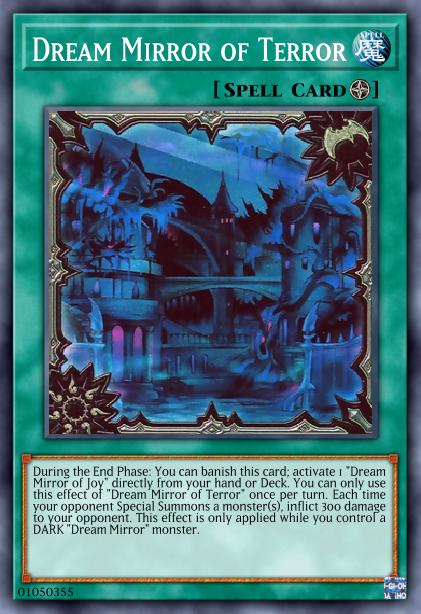 DREAM MIRROR OF TERROR
SPELL
魔
[SPELL CARD]
During the End Phase: You can banish this card; activate 1 "Dream
Mirror of Joy" directly from your hand or Deck. You can only use
this effect of "Dream Mirror of Terror" once per turn. Each time
your opponent Special Summons a monster(s), inflict 300 damage
to your opponent. This effect is only applied while you control a
DARK "Dream Mirror" monster.
01050355